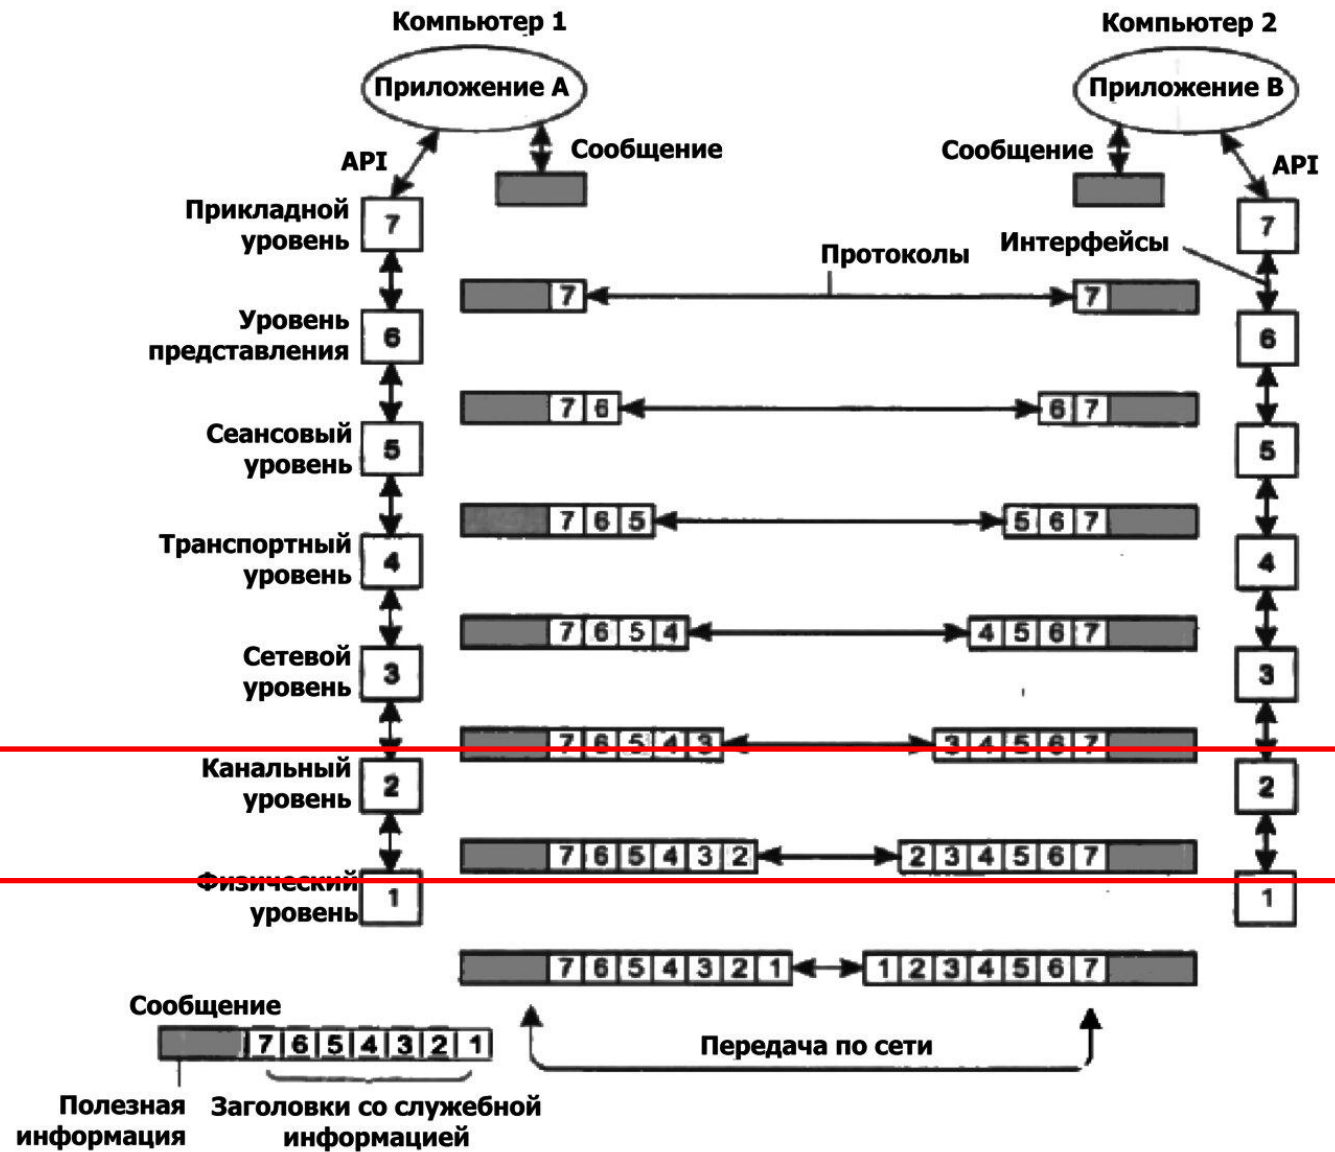 Компьютер 1
Компьютер 2
Приложение A
Приложение B
API
Сообщение
Сообщение
API
Прикладной
уровень
7
7
Интерфейсы
Протоколы
7
7
Уровень
представления
6
6
7 6
6 7
Сеансовый
уровень
5
5
7 6 5
5 6 7
Транспортный
уровень
4
4
7 6 5 4
4 5 6 7
Сетевой
уровень
3
3
7 6 5 4 3
3 4 5 6 7
Канальный
уровень
2
2
7 6 5 4 3 2
2 3 4 5 6 7
Физический
уровень
1
1
7 6 5 4 3 2 1
1 2 3 4 5 6 7
Сообщение
7 6 5 4 3 2 1
Передача по сети
Полезная
информация
Заголовки со служебной
информацией